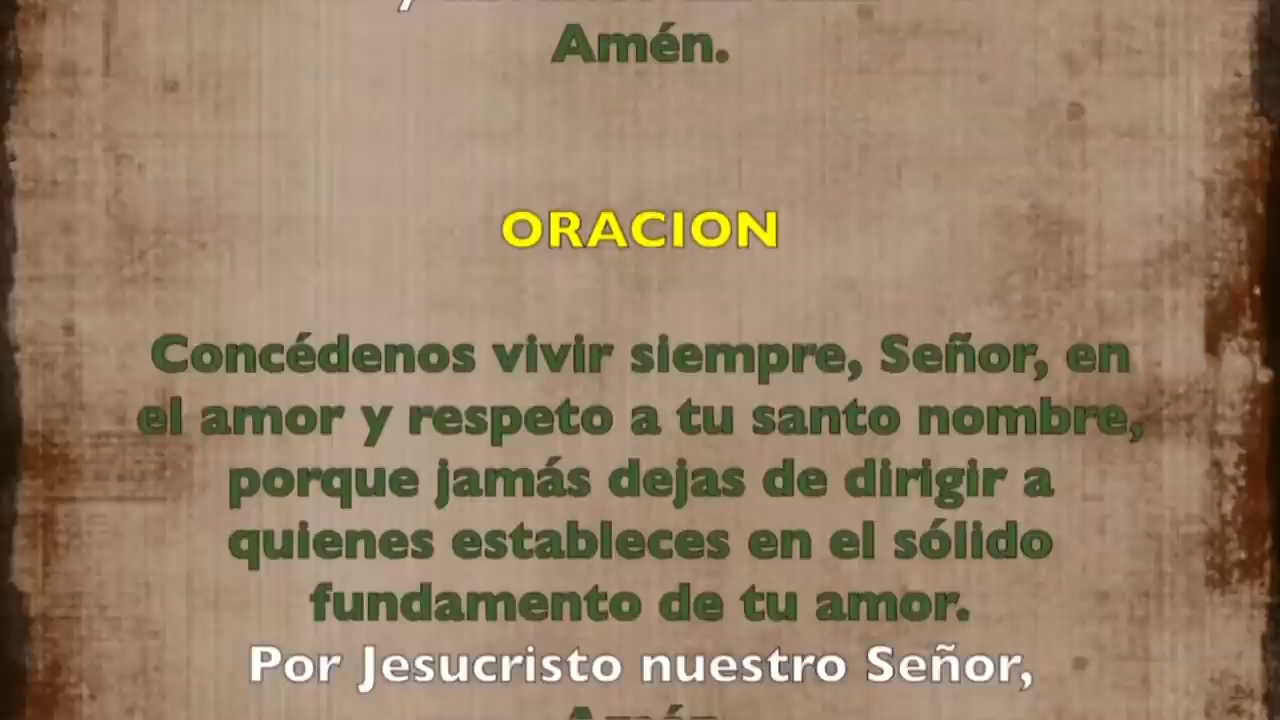 Amén.
ORACION
Concédenos vivir siempre, Señor, en
el amor y respeto a tu santo nombre,
porque jamás dejas de dirigir a
quienes estableces en el sólido
fundamento de tu amor.
Por Jesucristo nuestro Señor,
Amén